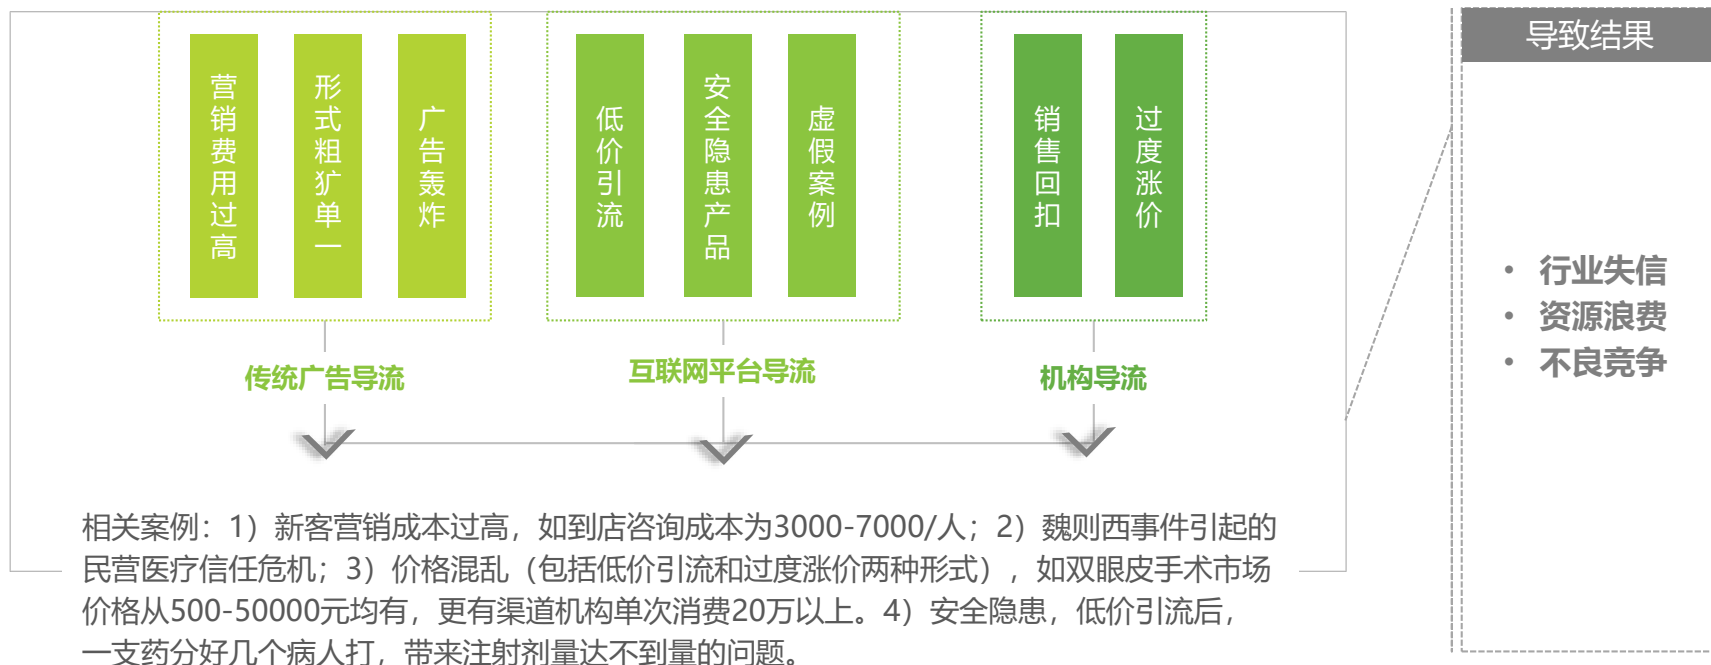 营销费用过高
形式粗犷单一
广告轰炸
低价引流
安全隐患产品
虚假案例
销售回扣
过度涨价
传统广告导流
互联网平台导流
机构导流
相关案例：1）新客营销成本过高，如到店咨询成本为3000-7000/人；2）魏则西事件引起的
民营医疗信任危机；3）价格混乱（包括低价引流和过度涨价两种形式），如双眼皮手术市场
价格从500-50000元均有，更有渠道机构单次消费20万以上。4）安全隐患，低价引流后，
一支药分好几个病人打，带来注射剂量达不到量的问题。
导致结果
• 行业失信
• 资源浪费
• 不良竞争